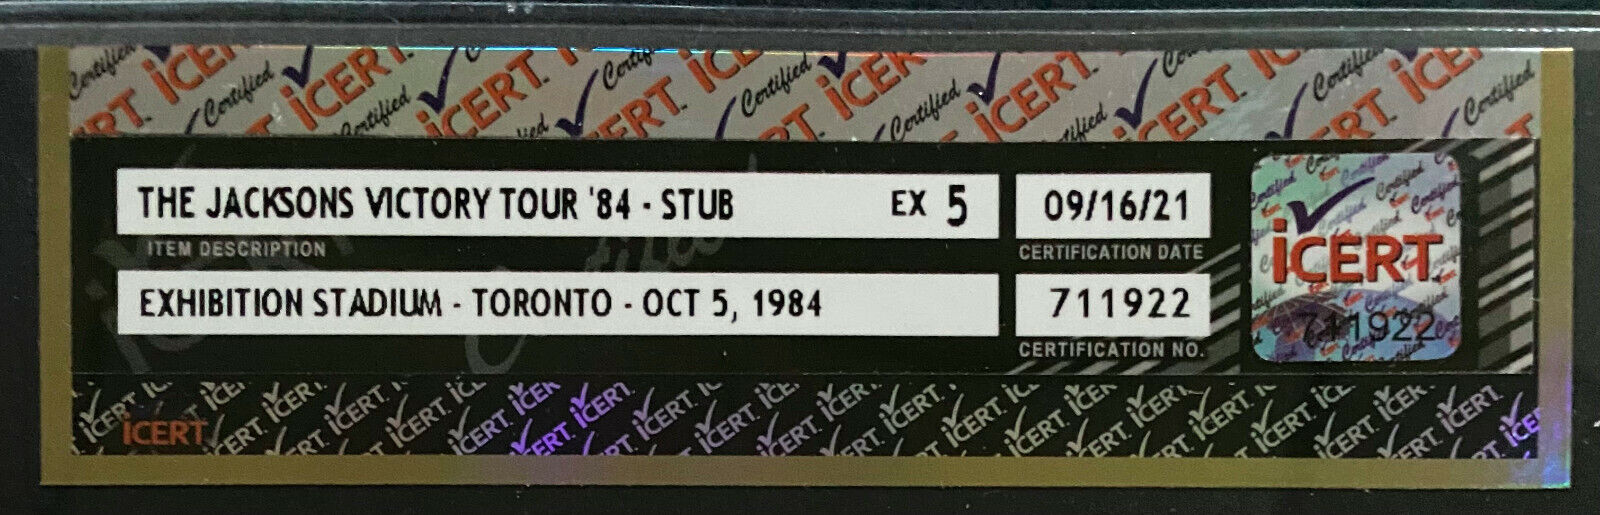 THE JACKSONS VICTORY TOUR '84 - STUB EX 5 09/16/21
ITEM DESCRIPTION CERTIFICATION DATE
EXHIBITION STADIUM - TORONTO - OCT 5, 1984 711922
CERTIFICATION NO.
iCERT
711922
iCERT